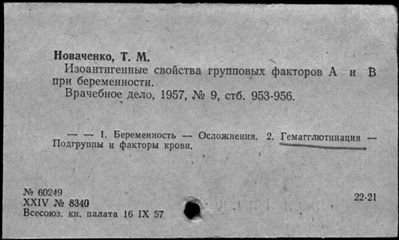 Новаченко, Т. М.
Изоантигенные свойства групповых факторов А и В
при беременности.
Врачебное дело, 1957, № 9, стб. 953-956.
— — 1. Беременность — Осложнения. 2. Гемагглютинация —
Подгруппы и факторы крови.
№ 60249
XXIV № 8340
22-21
Всесоюз. кн. палата 16 IX 57